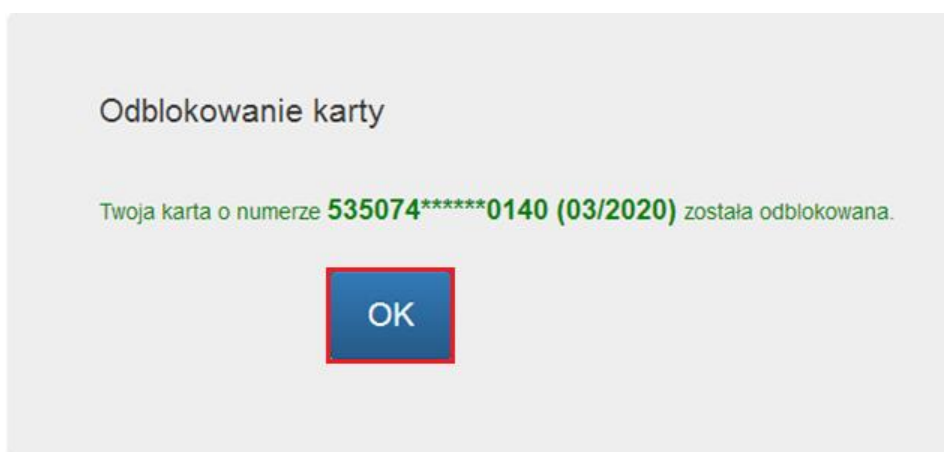 Odblokowanie karty
Twoja karta o numerze 535074******0140 (03/2020) została odblokowana.
OK